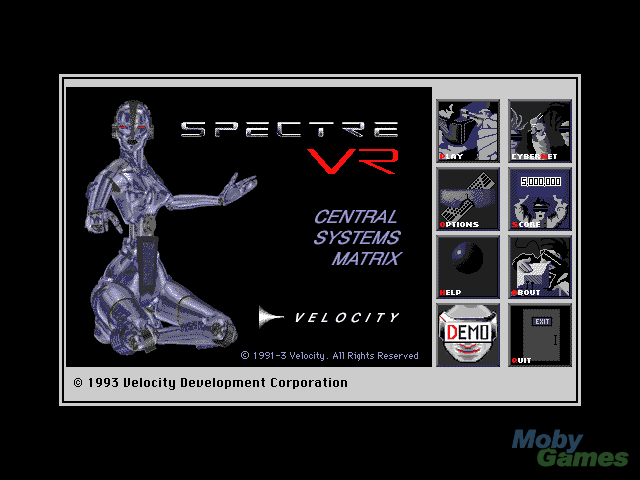 SPECTRE
VR
CENTRAL
SYSTEMS
MATRIX
VELOCITY
© 1991-3 Velocity. All Rights Reserved
PLAY
CYBERNET
OPTIONS
5,000,000
SCORE
HELP
ABOUT
DEMO
EXIT
QUIT
© 1993 Velocity Development Corporation
Moby
Games